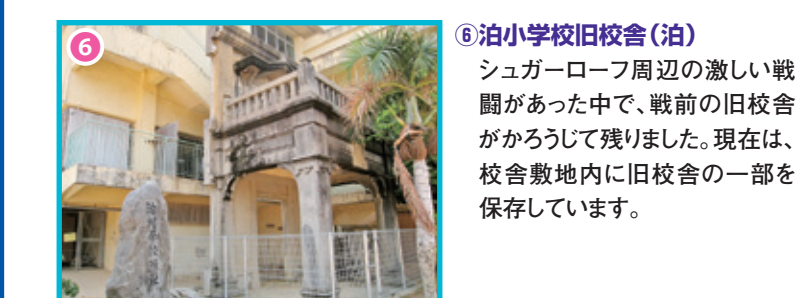 6
⑥泊小学校旧校舎(泊)
シュガーローフ周辺の激しい戦
闘があった中で、戦前の旧校舎
がかろうじて残りました。現在は、
校舎敷地内に旧校舎の一部を
保存しています。